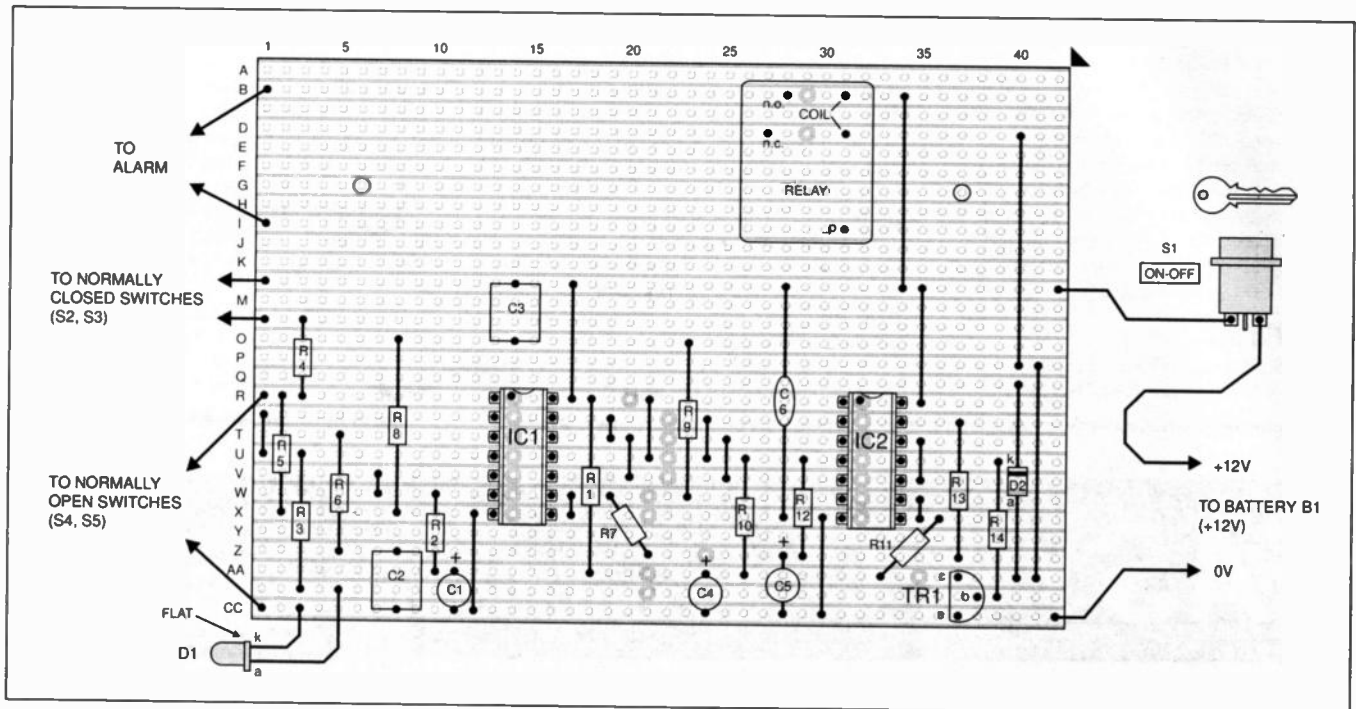 1 5 10 15 20 25 30 35 40
A
B
D
E
F
G
H
I
J
K
M
O
P
Q
R
T
U
V
W
X
Y
Z
AA
CC
TO
ALARM
TO NORMALLY
CLOSED SWITCHES
(S2, S3)
TO NORMALLY
OPEN SWITCHES
(S4, S5)
FLAT
D1
k
a
n.o.
COIL
n.c.
RELAY
p
C3
R4
R5
R8
R6
R3
R2
C2
C1
IC1
R1
R7
R9
C6
R10
R12
C4
C5
IC2
R11
R13
R14
k
D2
a
TR1
c
b
e
S1
ON-OFF
+12V
TO BATTERY B1
(+12V)
0V
+
+
+